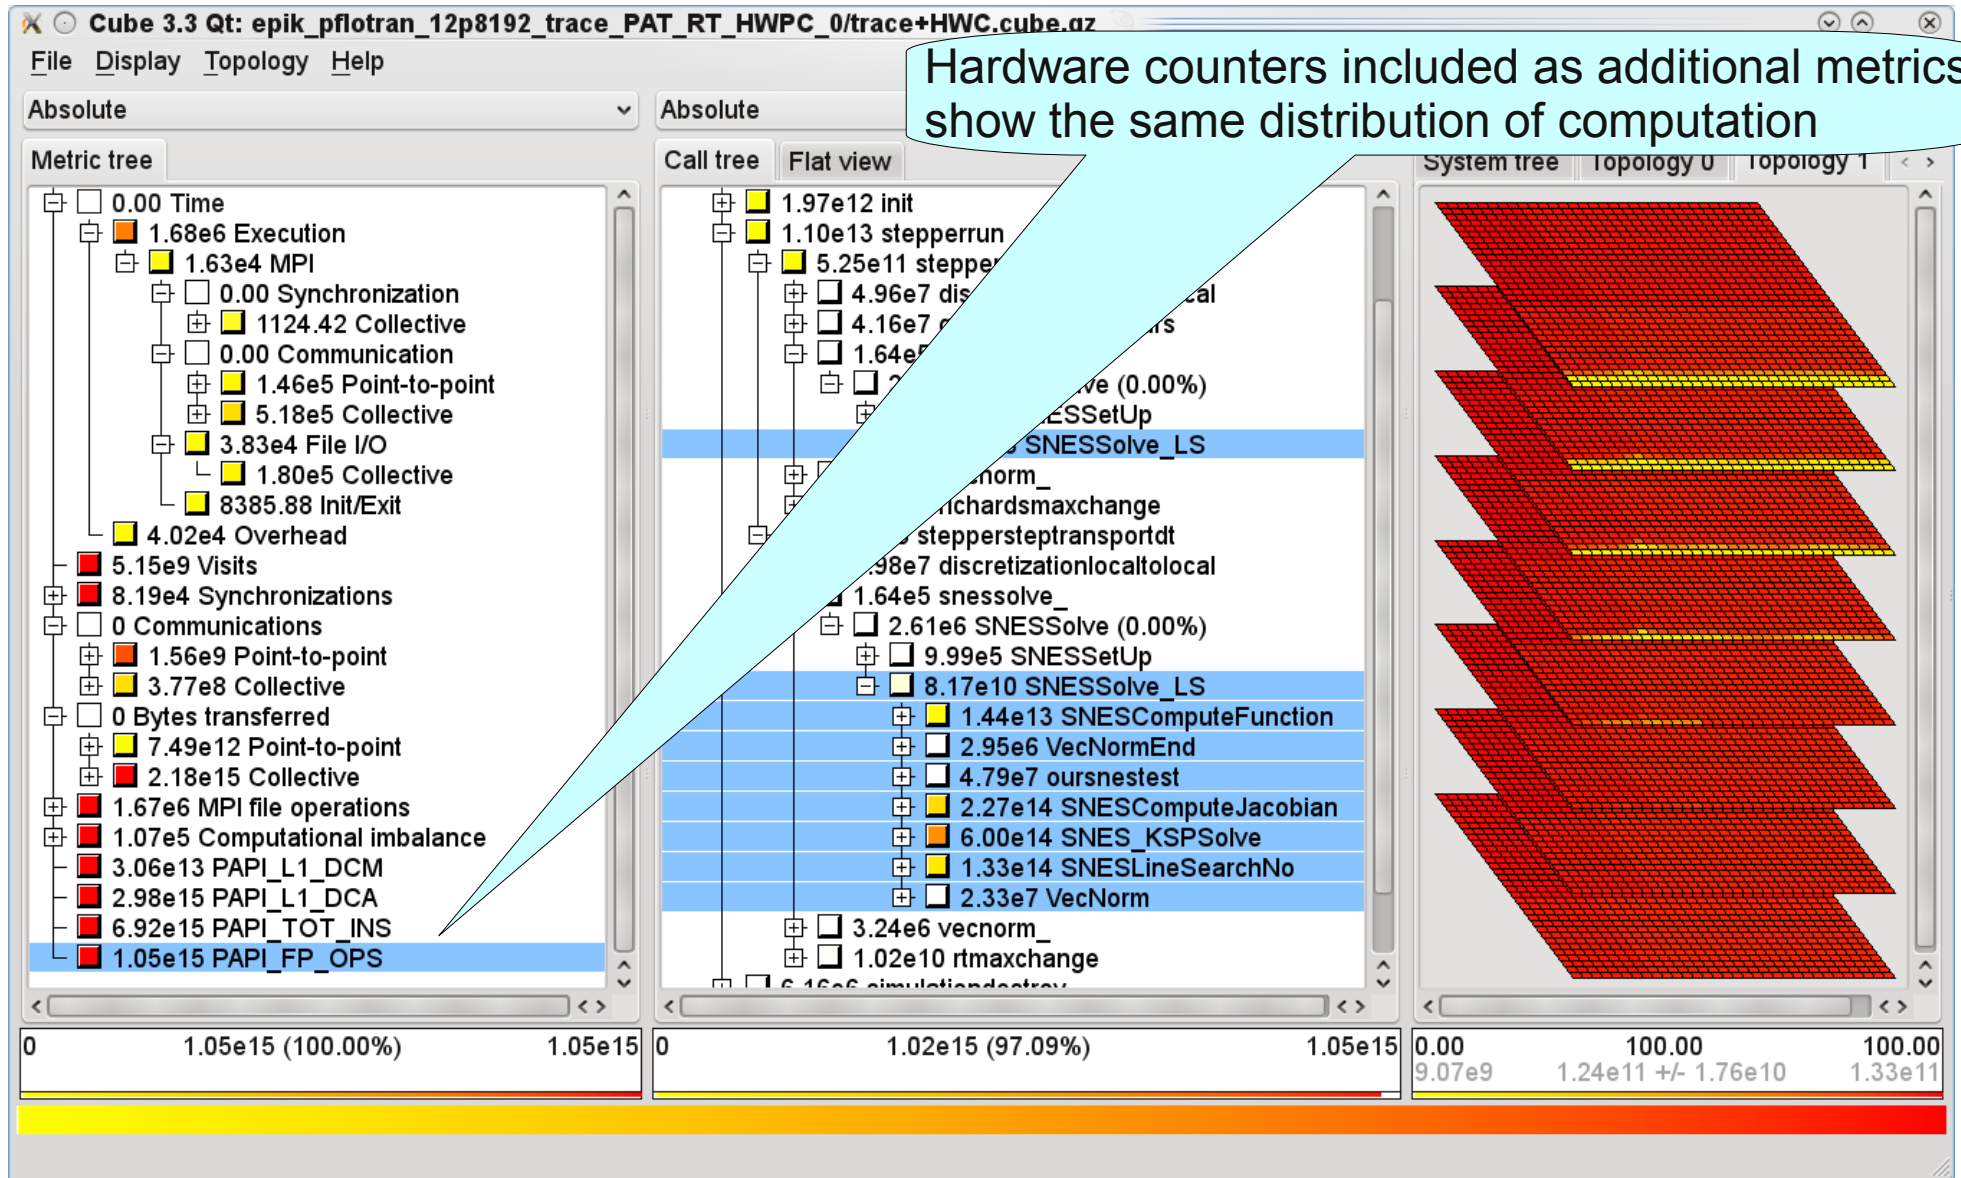 Cube 3.3 Qt: epik_pflotran_12p8192_trace_PAT_RT_HWPC_0/trace+HWC.cube.gz
File Display Topology Help
Hardware counters included as additional metrics
show the same distribution of computation
Absolute
Metric tree
0.00 Time
1.68e6 Execution
1.63e4 MPI
0.00 Synchronization
1124.42 Collective
0.00 Communication
1.46e5 Point-to-point
5.18e5 Collective
3.83e4 File I/O
1.80e5 Collective
8385.88 Init/Exit
4.02e4 Overhead
5.15e9 Visits
8.19e4 Synchronizations
0 Communications
1.56e9 Point-to-point
3.77e8 Collective
0 Bytes transferred
7.49e12 Point-to-point
2.18e15 Collective
1.67e6 MPI file operations
1.07e5 Computational imbalance
3.06e13 PAPI_L1_DCM
2.98e15 PAPI_L1_DCA
6.92e15 PAPI_TOT_INS
1.05e15 PAPI_FP_OPS
0 1.05e15 (100.00%) 1.05e15
Absolute
Call tree Flat view
1.97e12 init
1.10e13 stepperrun
5.25e11
4.96e7
4.16e7
(0.00%)
SNESSolve_LS
steppersteptransportdt
discretizationlocaltolocal
1.64e5 snessolve_
2.61e6 SNESSolve (0.00%)
9.99e5 SNESSetUp
8.17e10 SNESSolve_LS
1.44e13 SNESComputeFunction
2.95e6 VecNormEnd
4.79e7 oursnestest
2.27e14 SNESComputeJacobian
6.00e14 SNES_KSPSolve
1.33e14 SNESLineSearchNo
2.33e7 VecNorm
3.24e6 vecnorm_
1.02e10 rtmaxchange
6.16e6 simulationdestroy
0 1.02e15 (97.09%) 1.05e15
System tree Topology 0 Topology 1
0.00 100.00 100.00
9.07e9 1.24e11 +/- 1.76e10 1.33e11